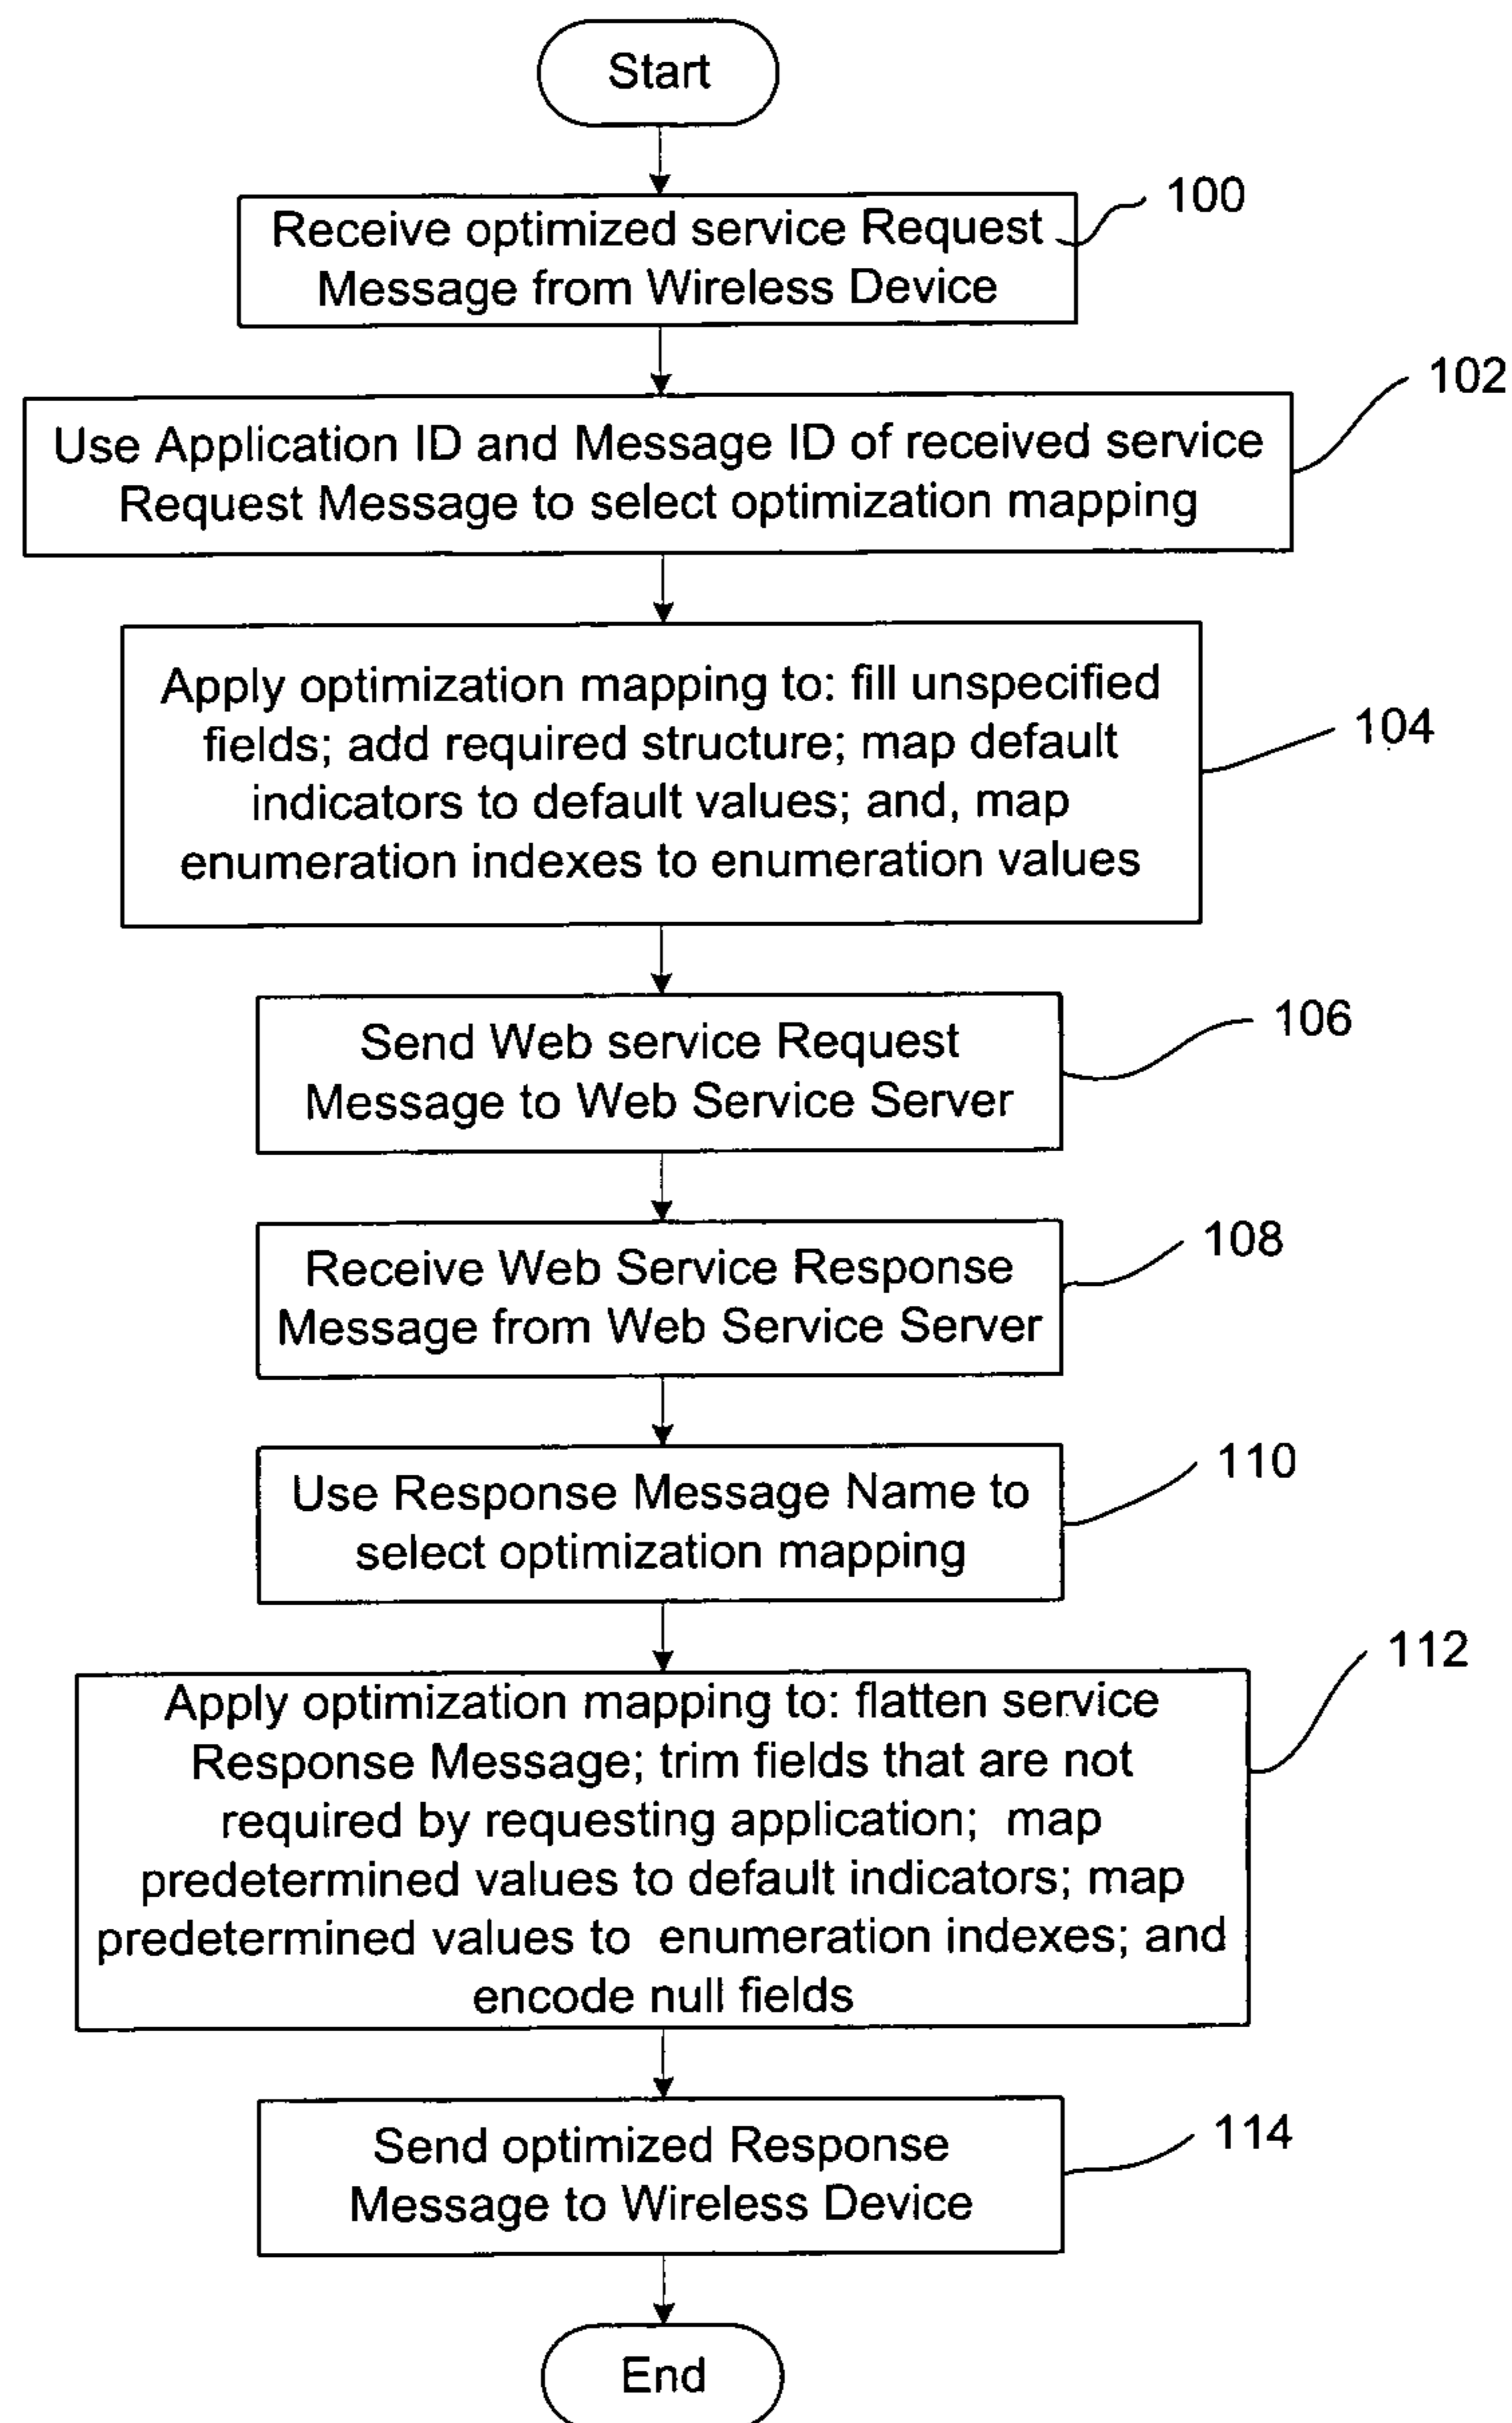 Start
100
Receive optimized service Request
Message from Wireless Device
102
Use Application ID and Message ID of received service
Request Message to select optimization mapping
Apply optimization mapping to: fill unspecified
fields; add required structure; map default
indicators to default values; and, map
enumeration indexes to enumeration values
104
Send Web service Request
Message to Web Service Server
106
Receive Web Service Response
Message from Web Service Server
108
Use Response Message Name to
select optimization mapping
110
112
Apply optimization mapping to: flatten service
Response Message; trim fields that are not
required by requesting application; map
predetermined values to default indicators; map
predetermined values to enumeration indexes; and
encode null fields
Send optimized Response
Message to Wireless Device
114
End